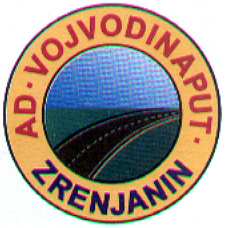 AD · VOJVODINAPUT ·
ZRENJANIN